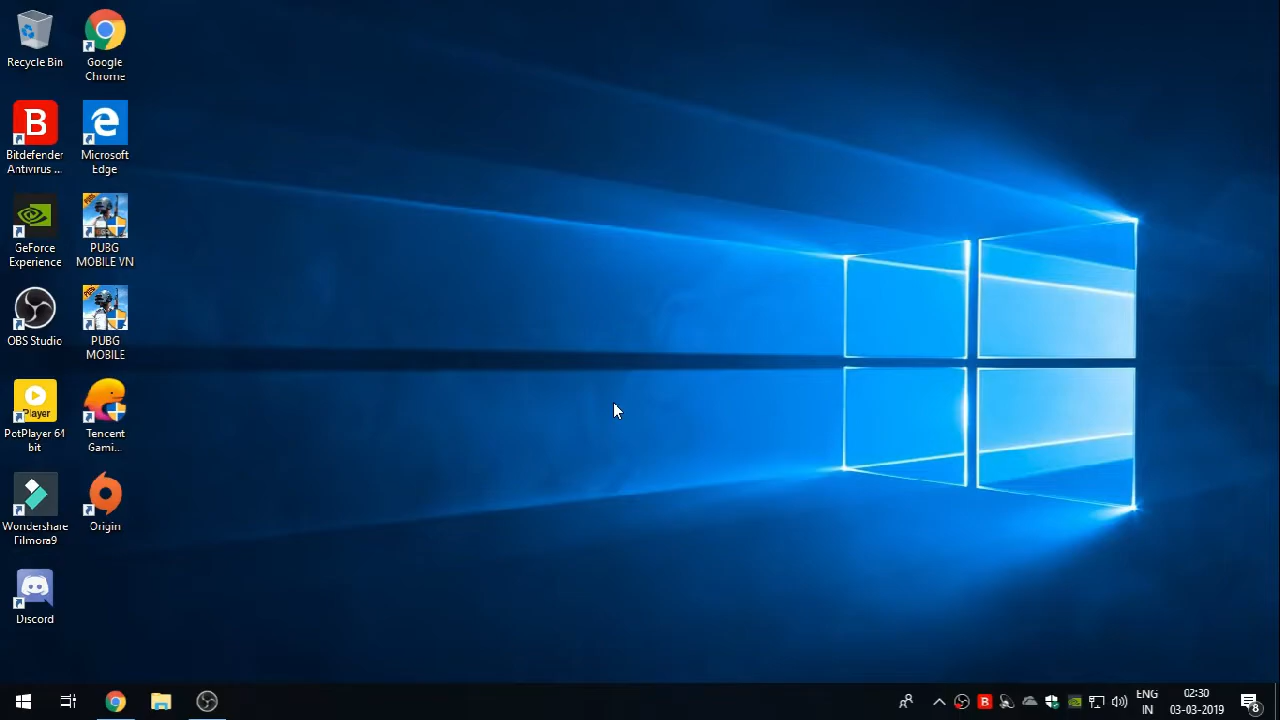 Recycle Bin
Google
Chrome
B
Bitdefender
Antivirus ...
Microsoft
Edge
GeForce
Experience
PUBG
MOBILE VN
OBS Studio
PUBG
MOBILE
Player
PotPlayer 64
bit
Tencent
Gami...
Wondershare
Filmora9
Origin
Discord
B
ENG
IN
02:30
03-03-2019
8